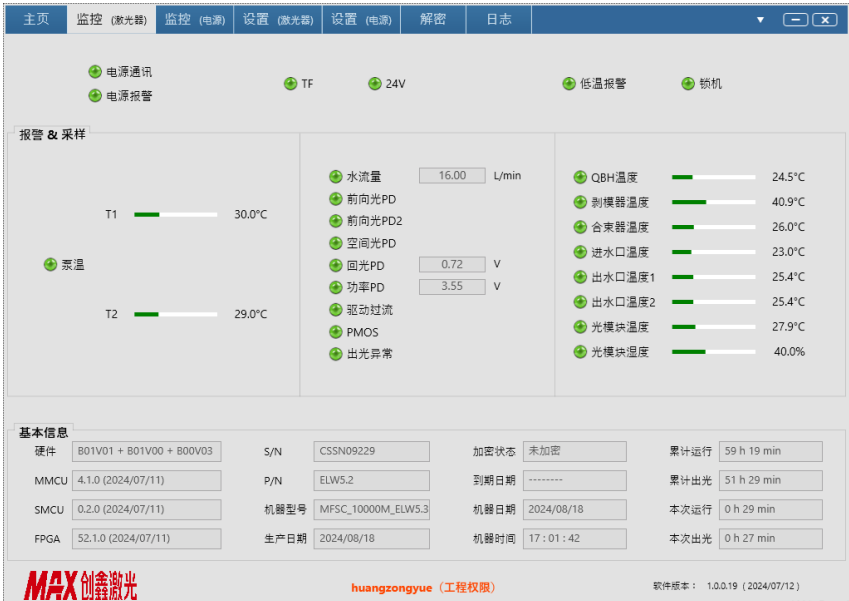 主页 监控 (激光器) 监控 (电源) 设置 (激光器) 设置 (电源) 解密 日志
电源通讯
电源报警
TF
24V
低温报警
锁机
报警 & 采样
T1 30.0°C
泵温
T2 29.0°C
水流量 16.00 L/min
前向光PD
前向光PD2
空间光PD
回光PD 0.72 V
功率PD 3.55 V
驱动过流
PMOS
出光异常
QBH温度 24.5°C
剥模器温度 40.9°C
合束器温度 26.0°C
进水口温度 23.0°C
出水口温度1 25.4°C
出水口温度2 25.4°C
光模块温度 27.9°C
光模块湿度 40.0%
基本信息
硬件 B01V01 + B01V00 + B00V03 S/N CSSN09229 加密状态 未加密 累计运行 59 h 19 min
MMCU 4.1.0 (2024/07/11) P/N ELW5.2 到期日期 -------- 累计出光 51 h 29 min
SMCU 0.2.0 (2024/07/11) 机器型号 MFSC_10000M_ELW5.3 机器日期 2024/08/18 本次运行 0 h 29 min
FPGA 52.1.0 (2024/07/11) 生产日期 2024/08/18 机器时间 17 : 01 : 42 本次出光 0 h 27 min
MAX 创鑫激光 huangzongyue（工程权限） 软件版本： 1.0.0.19 ( 2024/07/12 )